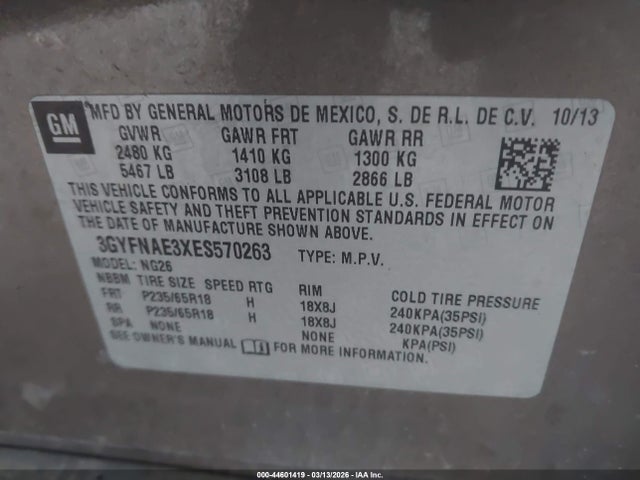 GM
MFD BY GENERAL MOTORS DE MEXICO, S. DE R.L. DE C.V. 10/13
GVWR GAWR FRT GAWR RR
2480 KG 1410 KG 1300 KG
5467 LB 3108 LB 2866 LB
THIS VEHICLE CONFORMS TO ALL APPLICABLE U.S. FEDERAL MOTOR
VEHICLE SAFETY AND THEFT PREVENTION STANDARDS IN EFFECT ON
THE DATE OF MANUFACTURE SHOWN ABOVE.
3GYFNAE3XES570263 TYPE: M.P.V.
MODEL: NG26
NBBM TIRE SIZE SPEED RTG RIM COLD TIRE PRESSURE
FRT P235/65R18 H 18X8J 240KPA(35PSI)
RR P235/65R18 H 18X8J 240KPA(35PSI)
SPA NONE NONE KPA(PSI)
SEE OWNER'S MANUAL FOR MORE INFORMATION.
000-44601419 | 03/13/2026 - IAA Inc.